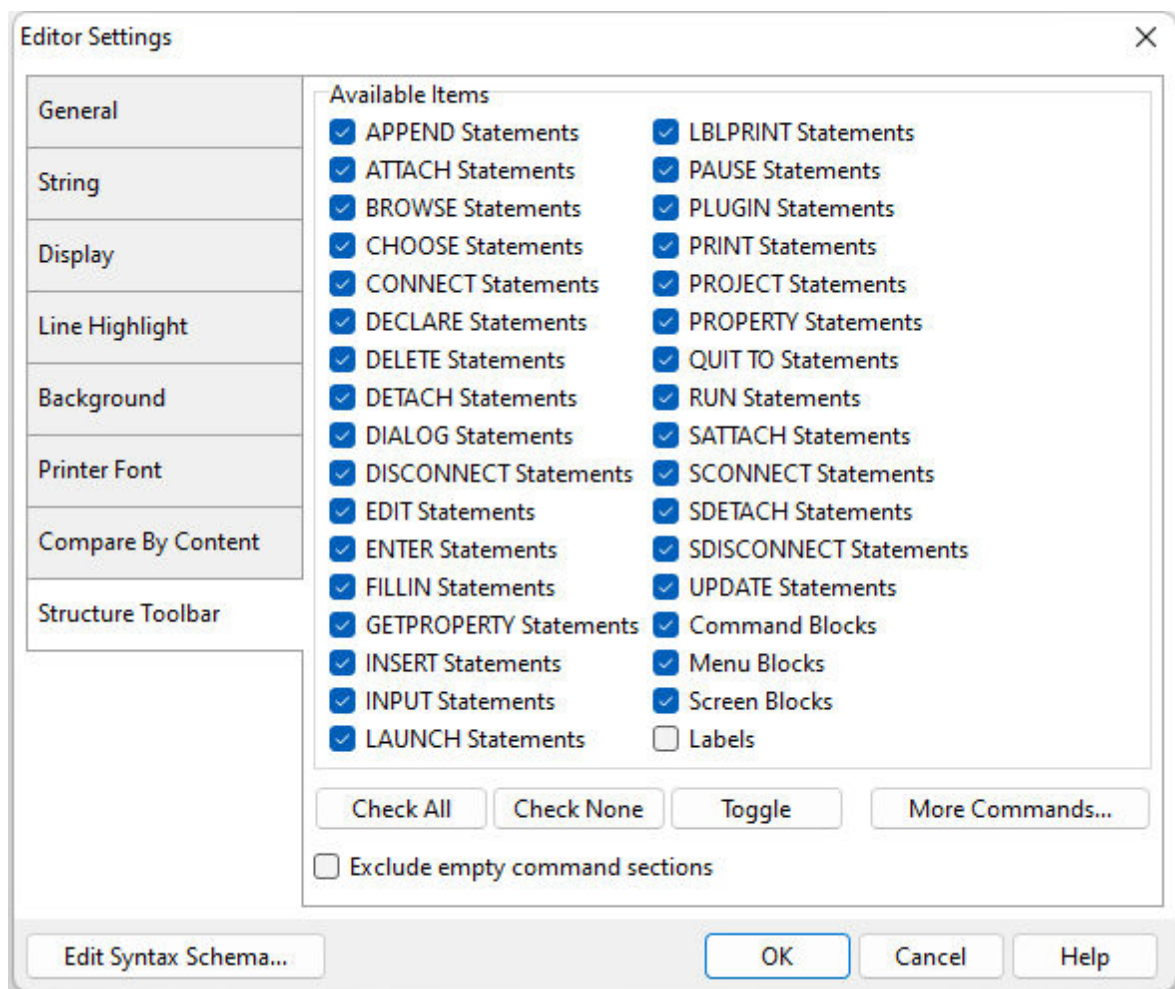 Editor Settings
General
String
Display
Line Highlight
Background
Printer Font
Compare By Content
Structure Toolbar
Available Items
APPEND Statements
ATTACH Statements
BROWSE Statements
CHOOSE Statements
CONNECT Statements
DECLARE Statements
DELETE Statements
DETACH Statements
DIALOG Statements
DISCONNECT Statements
EDIT Statements
ENTER Statements
FILLIN Statements
GETPROPERTY Statements
INSERT Statements
INPUT Statements
LAUNCH Statements
LBLPRINT Statements
PAUSE Statements
PLUGIN Statements
PRINT Statements
PROJECT Statements
PROPERTY Statements
QUIT TO Statements
RUN Statements
SATTACH Statements
SCONNECT Statements
SDETACH Statements
SDISCONNECT Statements
UPDATE Statements
Command Blocks
Menu Blocks
Screen Blocks
Labels
Check All
Check None
Toggle
More Commands...
Exclude empty command sections
Edit Syntax Schema...
OK
Cancel
Help